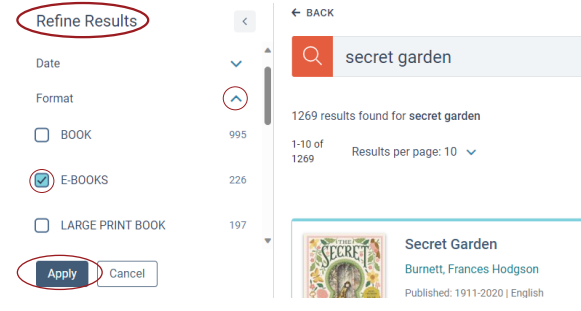 Refine Results
Date
Format
BOOK 995
E-BOOKS 226
LARGE PRINT BOOK 197
Apply Cancel
BACK
secret garden
1269 results found for secret garden
1-10 of
1269
Results per page: 10
THE
SECRET
Secret Garden
Burnett, Frances Hodgson
Published: 1911-2020 | English